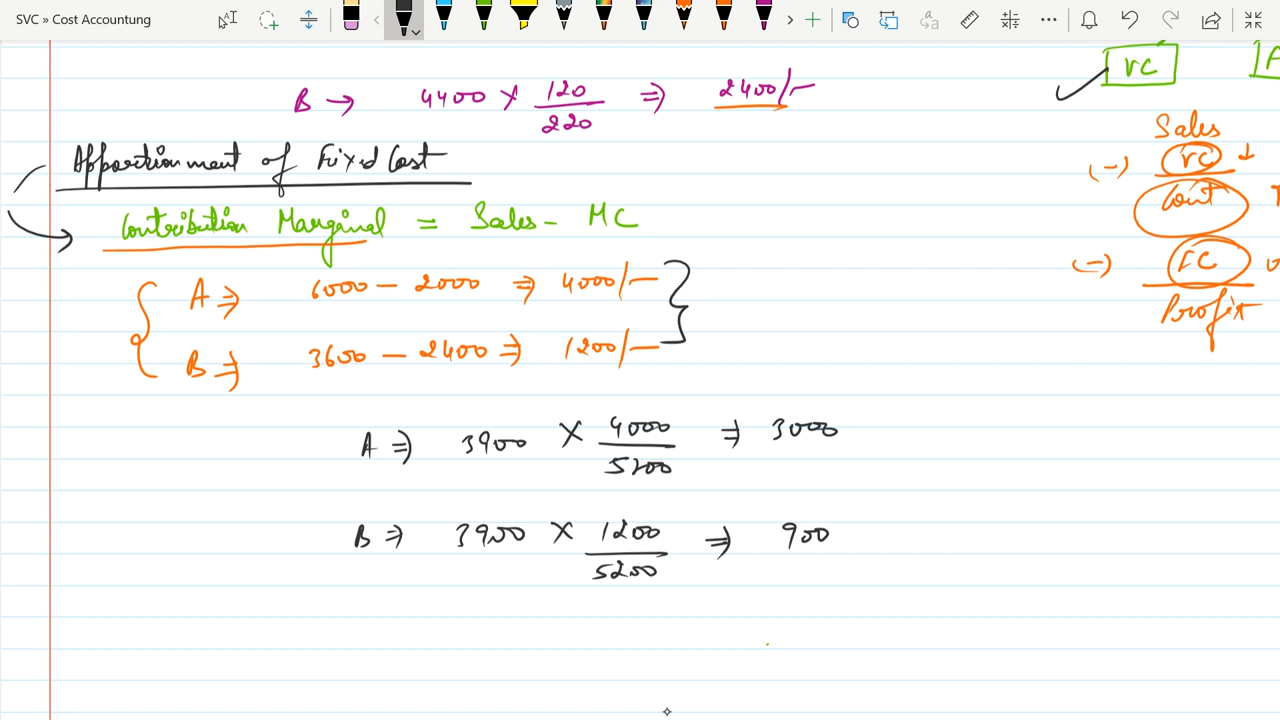 SVC » Cost Accountung
B → 4400 × 120/220 ⇒ 2400/-
Apportionment of Fixed Cost
Contribution Marginal = Sales - MC
A ⇒ 6000 - 2000 ⇒ 4000/-
B ⇒ 3600 - 2400 ⇒ 1200/-
A ⇒ 3900 × 4000/5200 ⇒ 3000
B ⇒ 3900 × 1200/5200 ⇒ 900
VC
Sales
(-) VC ↓
Cont
(-) FC
Profit